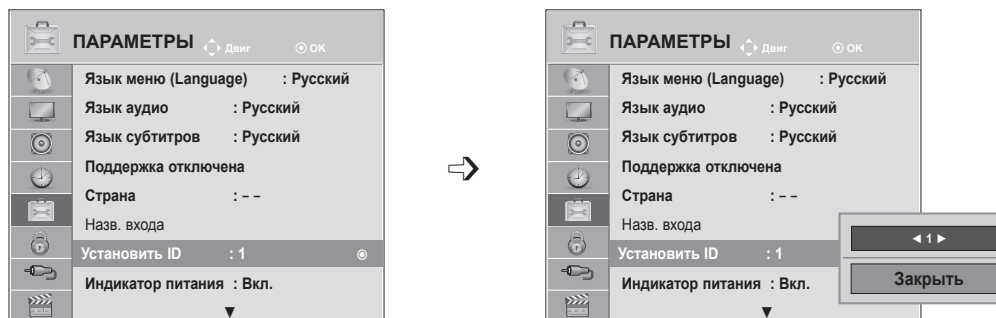 ПАРАМЕТРЫ Двиг ОК
Язык меню (Language) : Русский
Язык аудио : Русский
Язык субтитров : Русский
Поддержка отключена
Страна : – –
Назв. входа
Установить ID : 1
Индикатор питания : Вкл.
ПАРАМЕТРЫ Двиг ОК
Язык меню (Language) : Русский
Язык аудио : Русский
Язык субтитров : Русский
Поддержка отключена
Страна : – –
Назв. входа
Установить ID : 1
Индикатор питания : Вкл.
◄ 1 ►
Закрыть